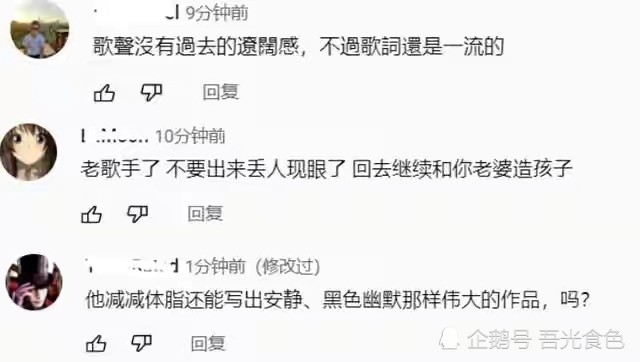 9分钟前
歌聲沒有過去的遼闊感，不過歌詞還是一流的
回复
10分钟前
老歌手了 不要出来丢人现眼了 回去继续和你老婆造孩子
回复
1分钟前（修改过）
他减减体脂还能写出安静、黑色幽默那样伟大的作品，吗?
回复
企鹅号 吾光食色